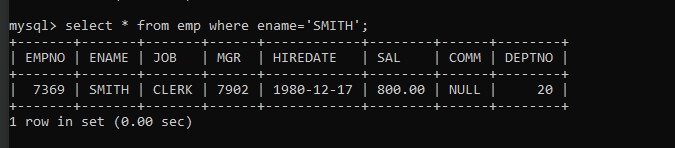 mysql> select * from emp where ename='SMITH';
+-------+-------+-------+------+------------+--------+------+--------+
| EMPNO | ENAME | JOB   | MGR  | HIREDATE   | SAL    | COMM | DEPTNO |
+-------+-------+-------+------+------------+--------+------+--------+
|  7369 | SMITH | CLERK | 7902 | 1980-12-17 | 800.00 | NULL |     20 |
+-------+-------+-------+------+------------+--------+------+--------+
1 row in set (0.00 sec)